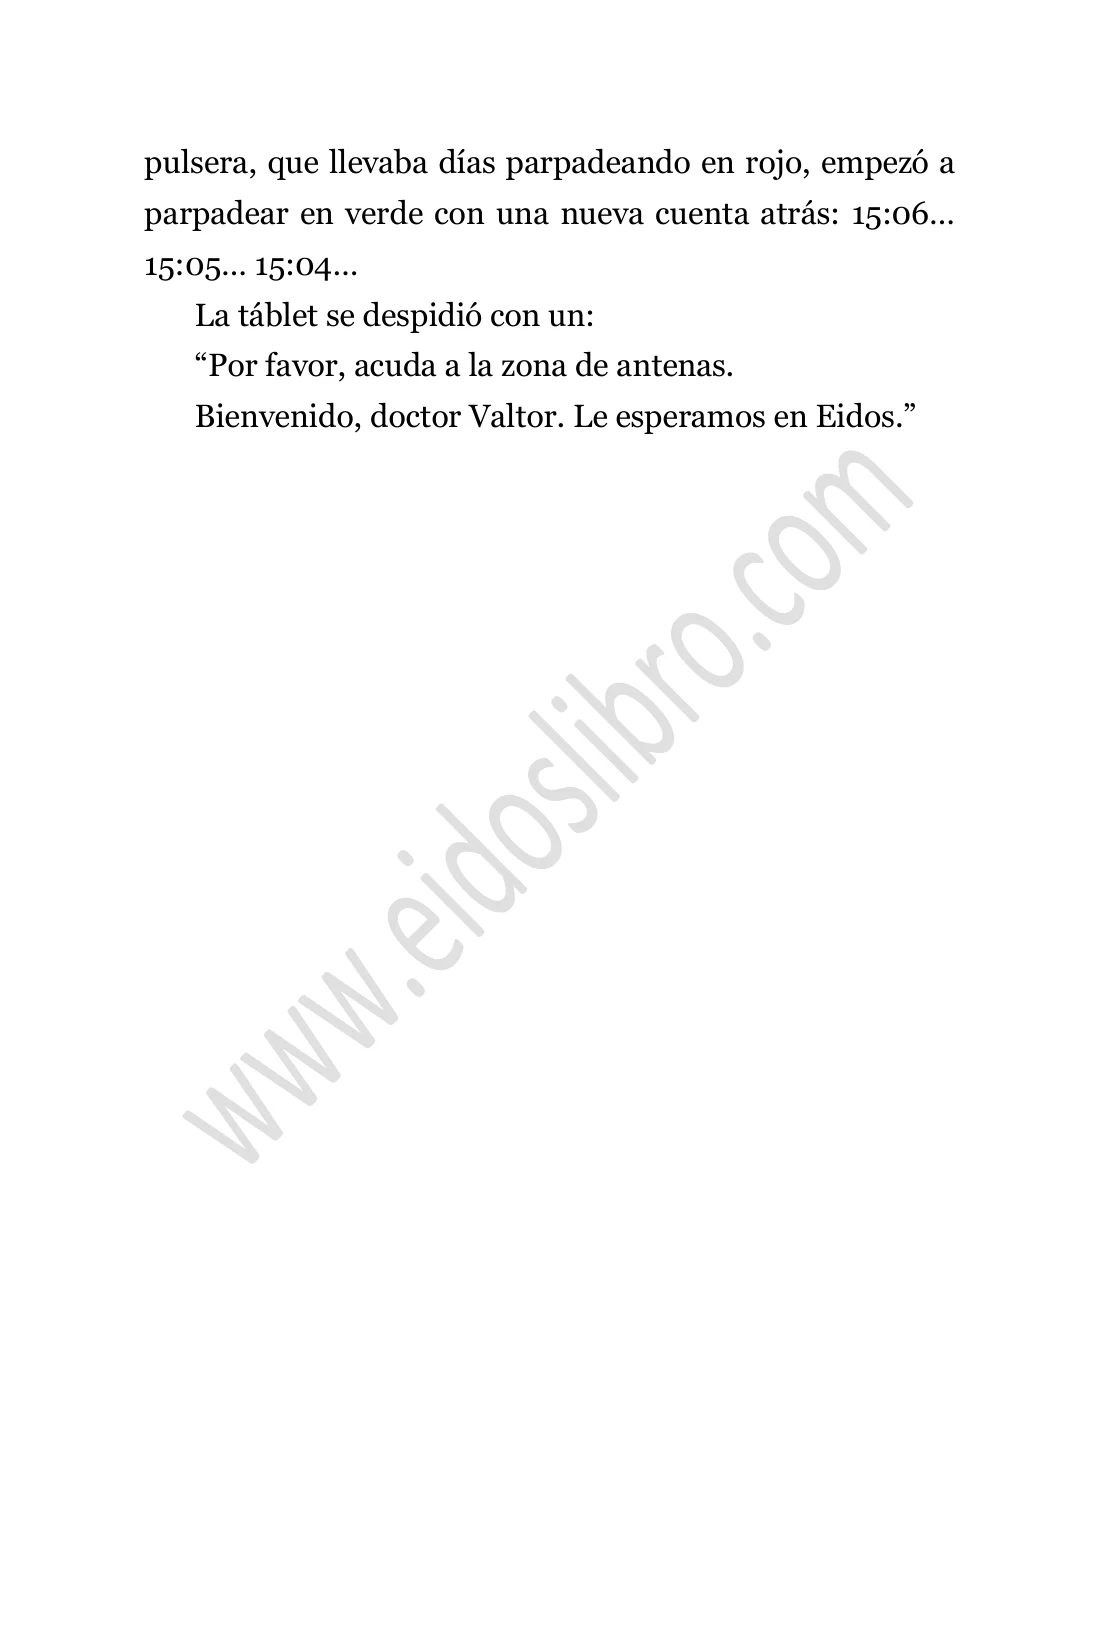 pulsera, que llevaba días parpadeando en rojo, empezó a
parpadear en verde con una nueva cuenta atrás: 15:06…
15:05… 15:04…
La táblet se despidió con un:
“Por favor, acuda a la zona de antenas.
Bienvenido, doctor Valtor. Le esperamos en Eidos.”
www.eidoslibro.com